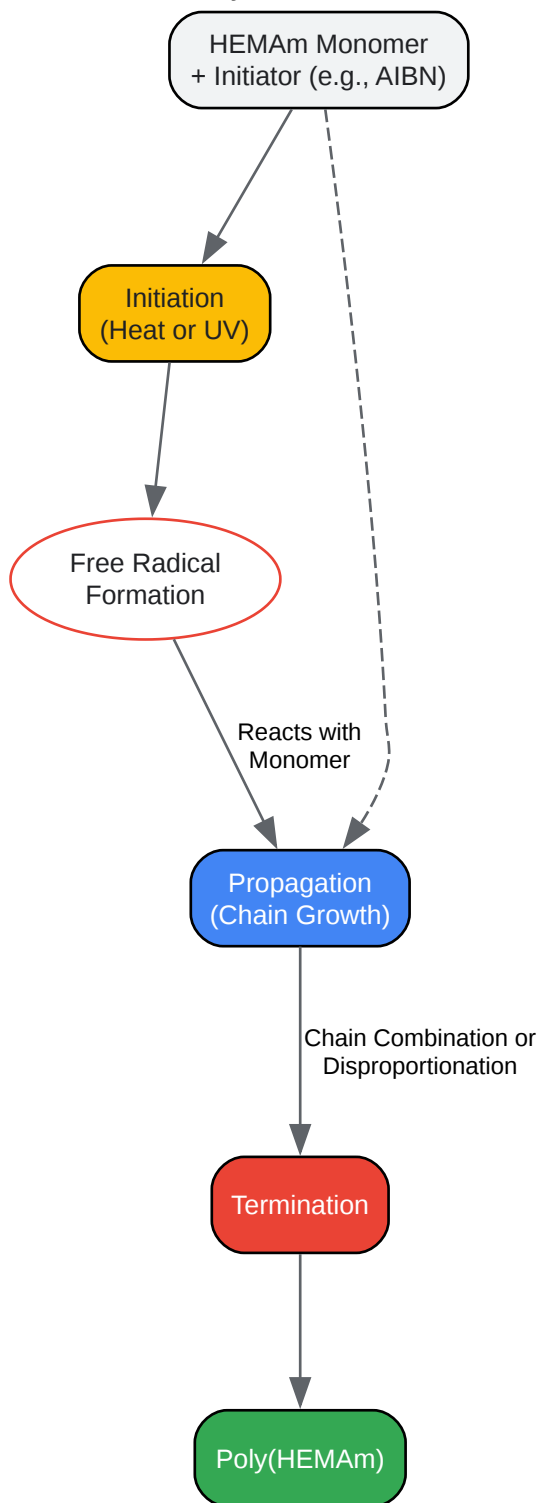 HEMAm Monomer
+ Initiator (e.g., AIBN)
Initiation
(Heat or UV)
Free Radical
Formation
Reacts with
Monomer
Propagation
(Chain Growth)
Chain Combination or
Disproportionation
Termination
Poly(HEMAm)